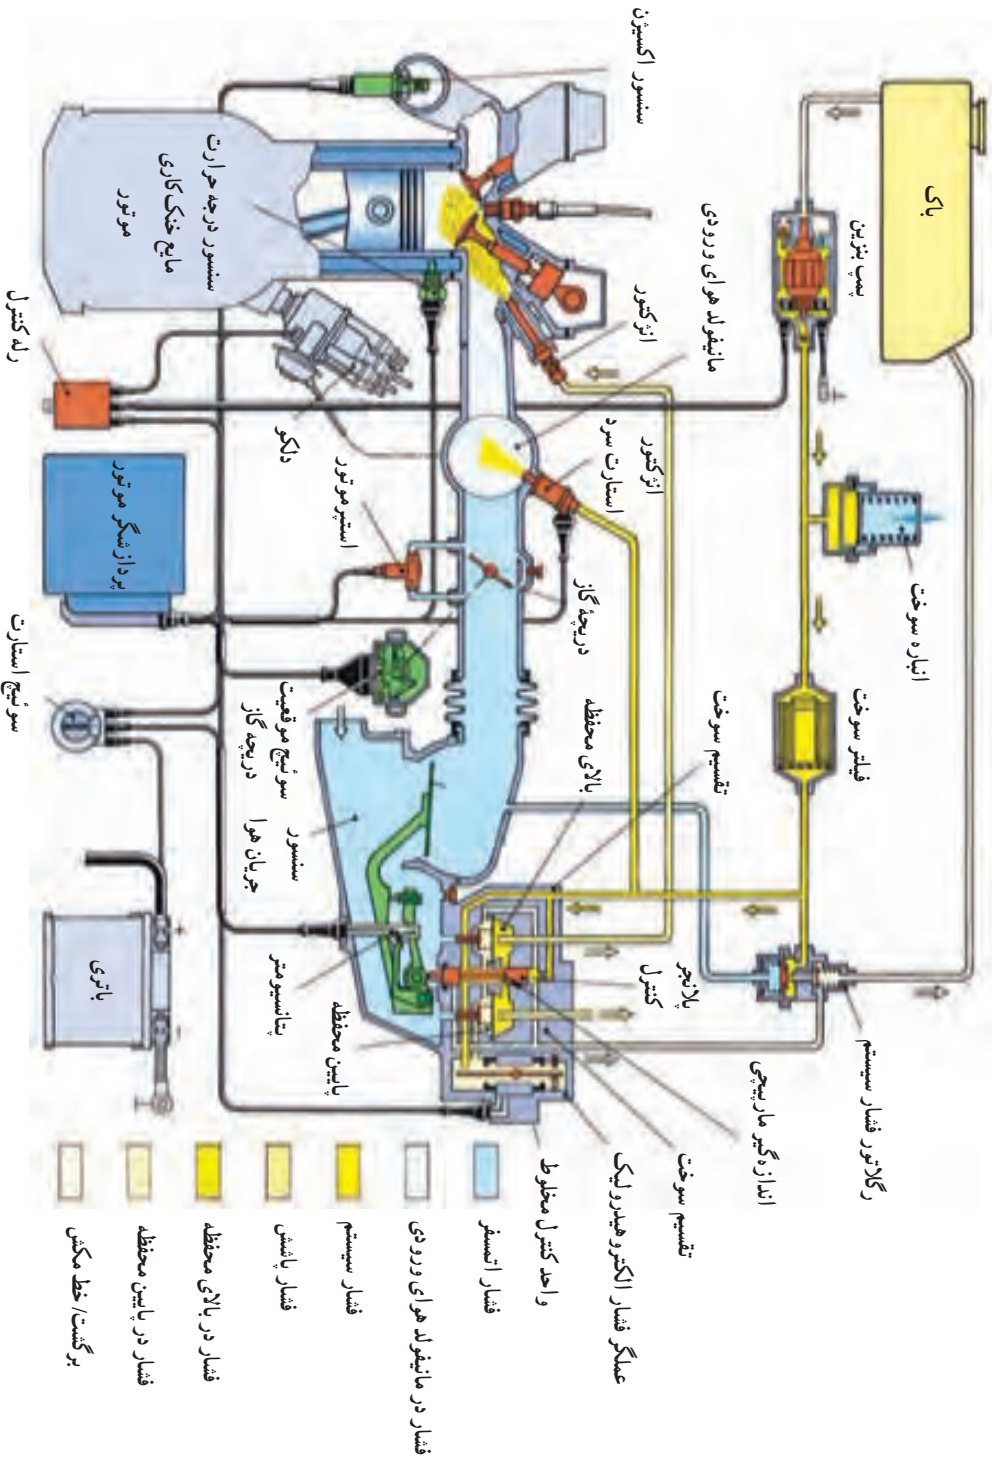 باک
پمپ بنزین
انباره سوخت
فیلتر سوخت
رگلاتور فشار سیستم
اندازه‌گیر مارپیچی
تقسیم سوخت
عملگر فشار الکتروهیدرولیک
واحد کنترل مخلوط
سنسور اکسیژن
مانیفولد هوای ورودی
انژکتور
انژکتور
استارت سرد
دریچهٔ گاز
تقسیم سوخت
بالای محفظه
پلانجر
کنترل
سنسور درجه حرارت
مایع خنک کاری
موتور
دلکو
استپر موتور
سوئیچ موقعیت
دریچه گاز
سنسور
جریان هوا
پتانسیومتر
پایین محفظه
رله کنترل
پردازشگر موتور
سوئیچ استارت
باتری
+
−
فشار اتمسفر
فشار در مانیفولد هوای ورودی
فشار سیستم
فشار پاشش
فشار در بالای محفظه
فشار در پایین محفظه
برگشت/ خط مکش